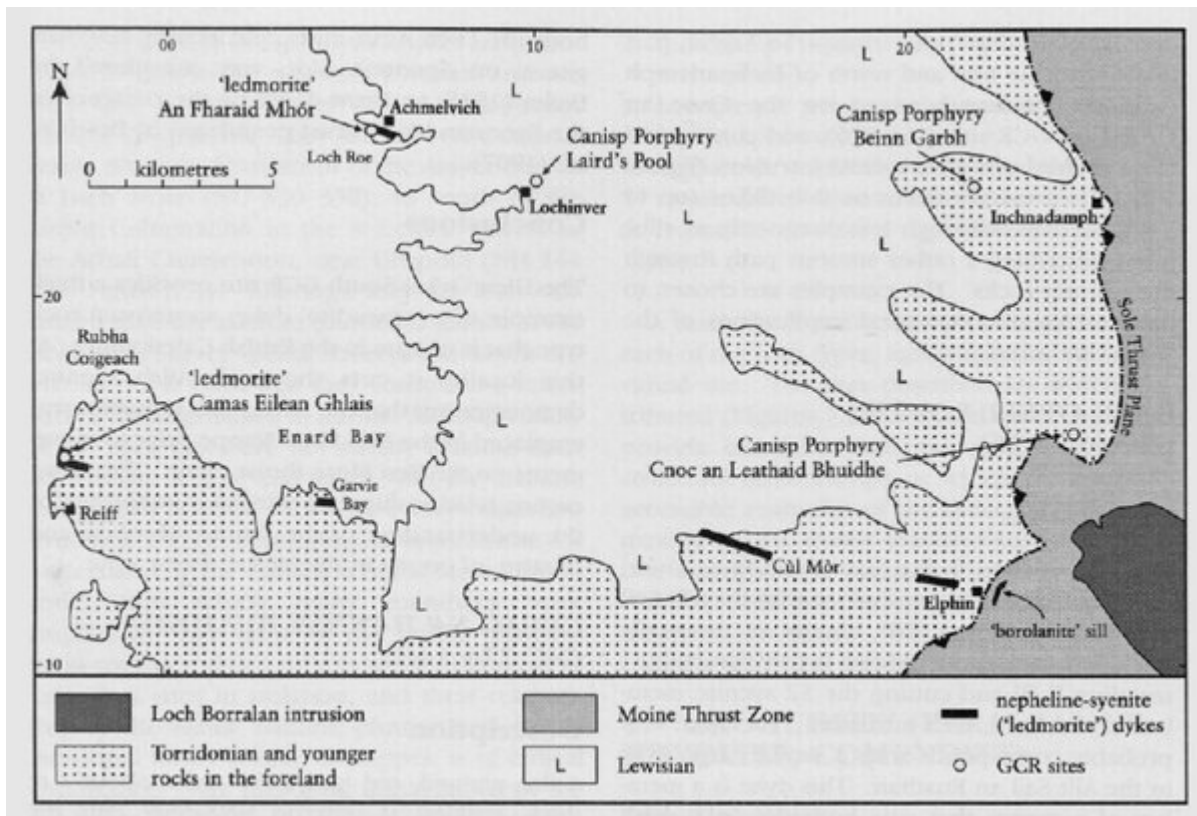 00
10
20
N
'ledmorite'
An Fharaid Mhór
Achmelvich
Loch Roe
0 kilometres 5
L
Canisp Porphyry
Laird's Pool
Lochinver
L
L
Canisp Porphyry
Beinn Garbh
Inchnadamph
L
20
Sole Thrust Plane
Rubha
Coigeach
'ledmorite'
Camas Eilean Ghlais
Enard Bay
L
L
Canisp Porphyry
Cnoc an Leathaid Bhuidhe
Garvie
Bay
Reiff
L
Cùl Mòr
L
Elphin
'borolanite' sill
10
Loch Borralan intrusion
Moine Thrust Zone
nepheline-syenite
('ledmorite') dykes
Torridonian and younger
rocks in the foreland
L
Lewisian
GCR sites